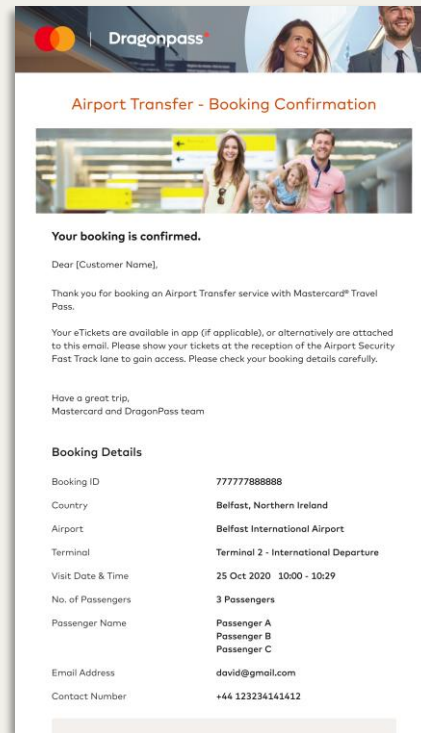 Dragonpass
Airport Transfer - Booking Confirmation
Your booking is confirmed.
Dear [Customer Name],
Thank you for booking an Airport Transfer service with Mastercard® Travel
Pass.
Your eTickets are available in app (if applicable), or alternatively are attached
to this email. Please show your tickets at the reception of the Airport Security
Fast Track lane to gain access. Please check your booking details carefully.
Have a great trip,
Mastercard and DragonPass team
Booking Details
Booking ID 777777888888
Country Belfast, Northern Ireland
Airport Belfast International Airport
Terminal Terminal 2 - International Departure
Visit Date & Time 25 Oct 2020 10:00 - 10:29
No. of Passengers 3 Passengers
Passenger Name Passenger A
Passenger B
Passenger C
Email Address david@gmail.com
Contact Number +44 123234141412